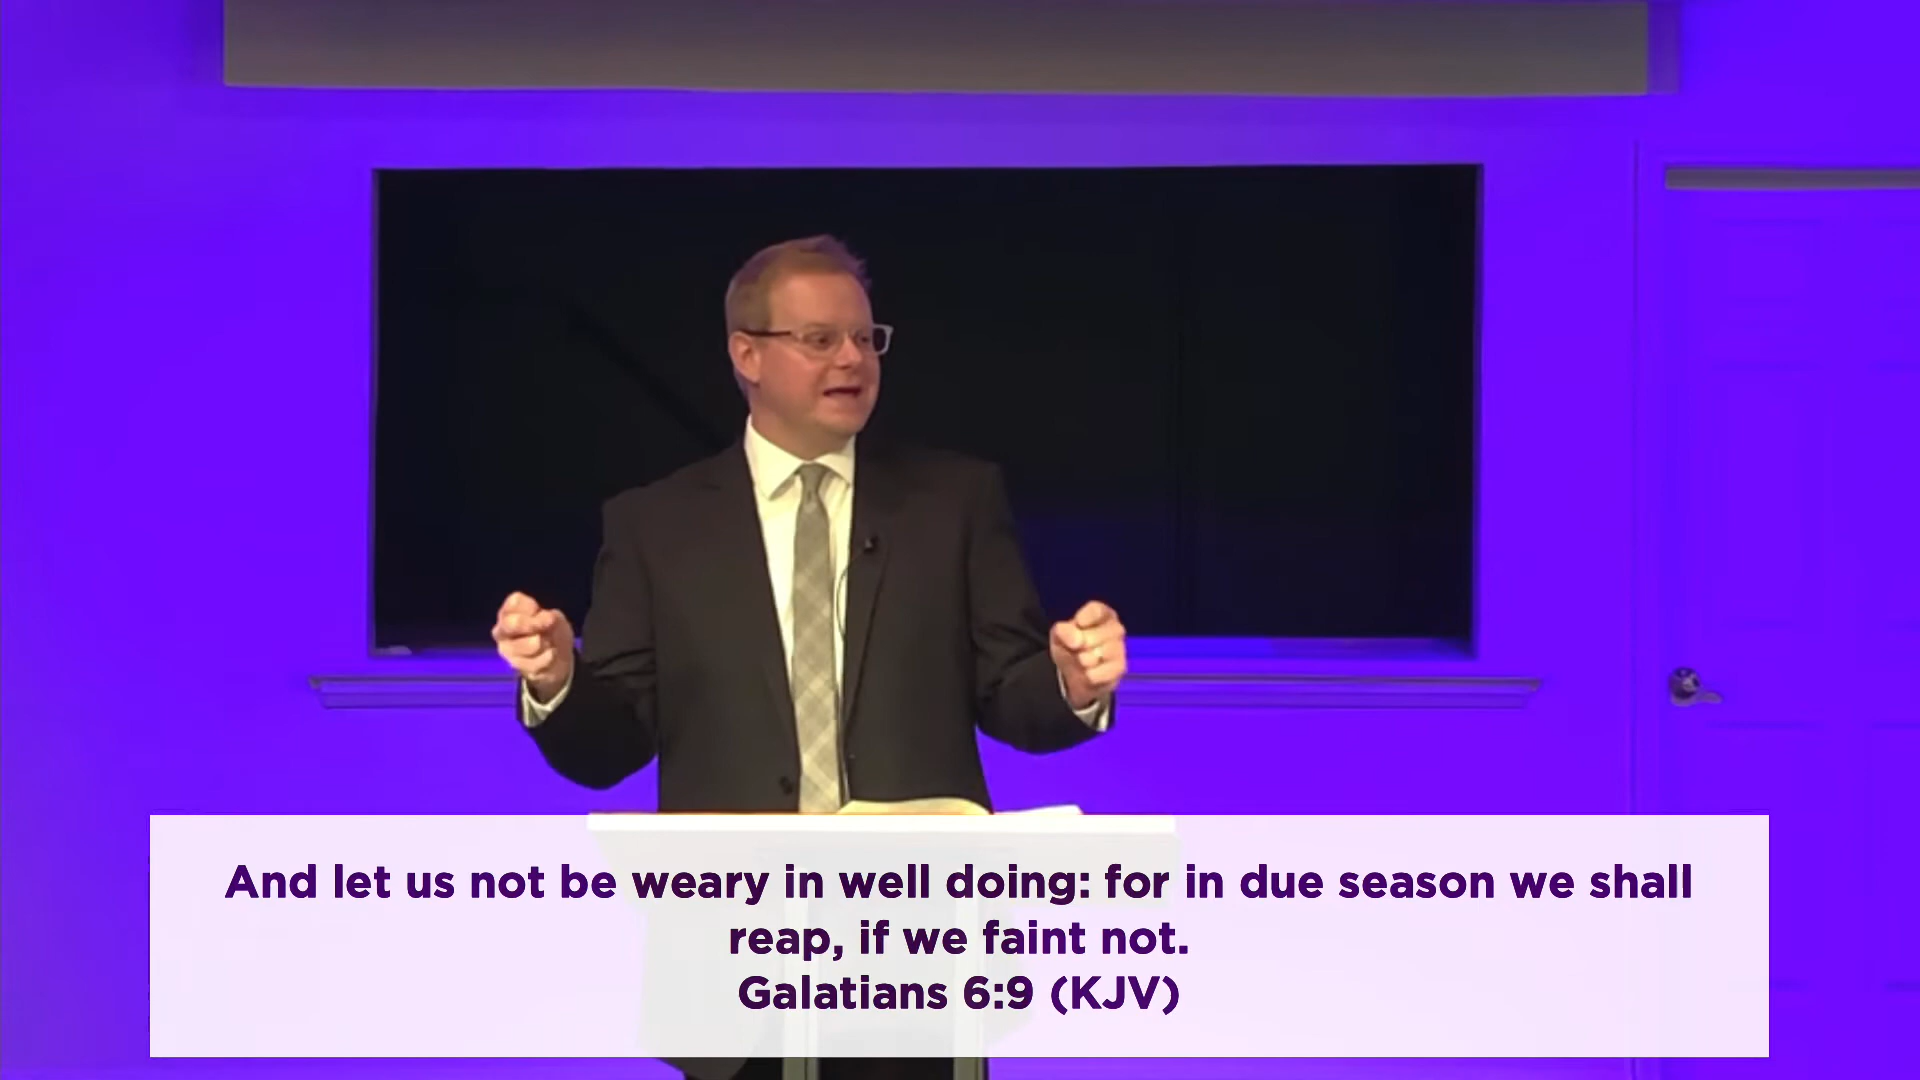 And let us not be weary in well doing: for in due season we shall
reap, if we faint not.
Galatians 6:9 (KJV)